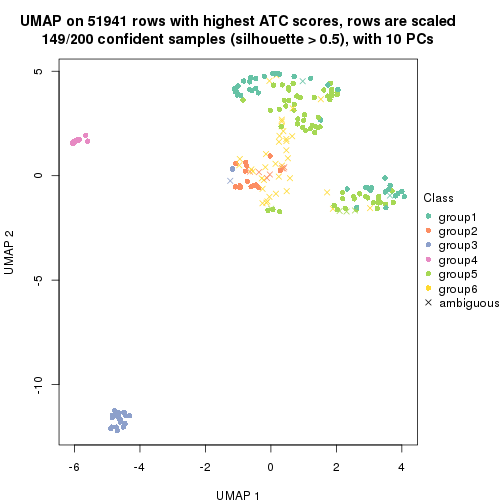 UMAP on 51941 rows with highest ATC scores, rows are scaled
149/200 confident samples (silhouette > 0.5), with 10 PCs
5
0
-5
-10
UMAP 2
-6 -4 -2 0 2 4
UMAP 1
Class
group1
group2
group3
group4
group5
group6
ambiguous